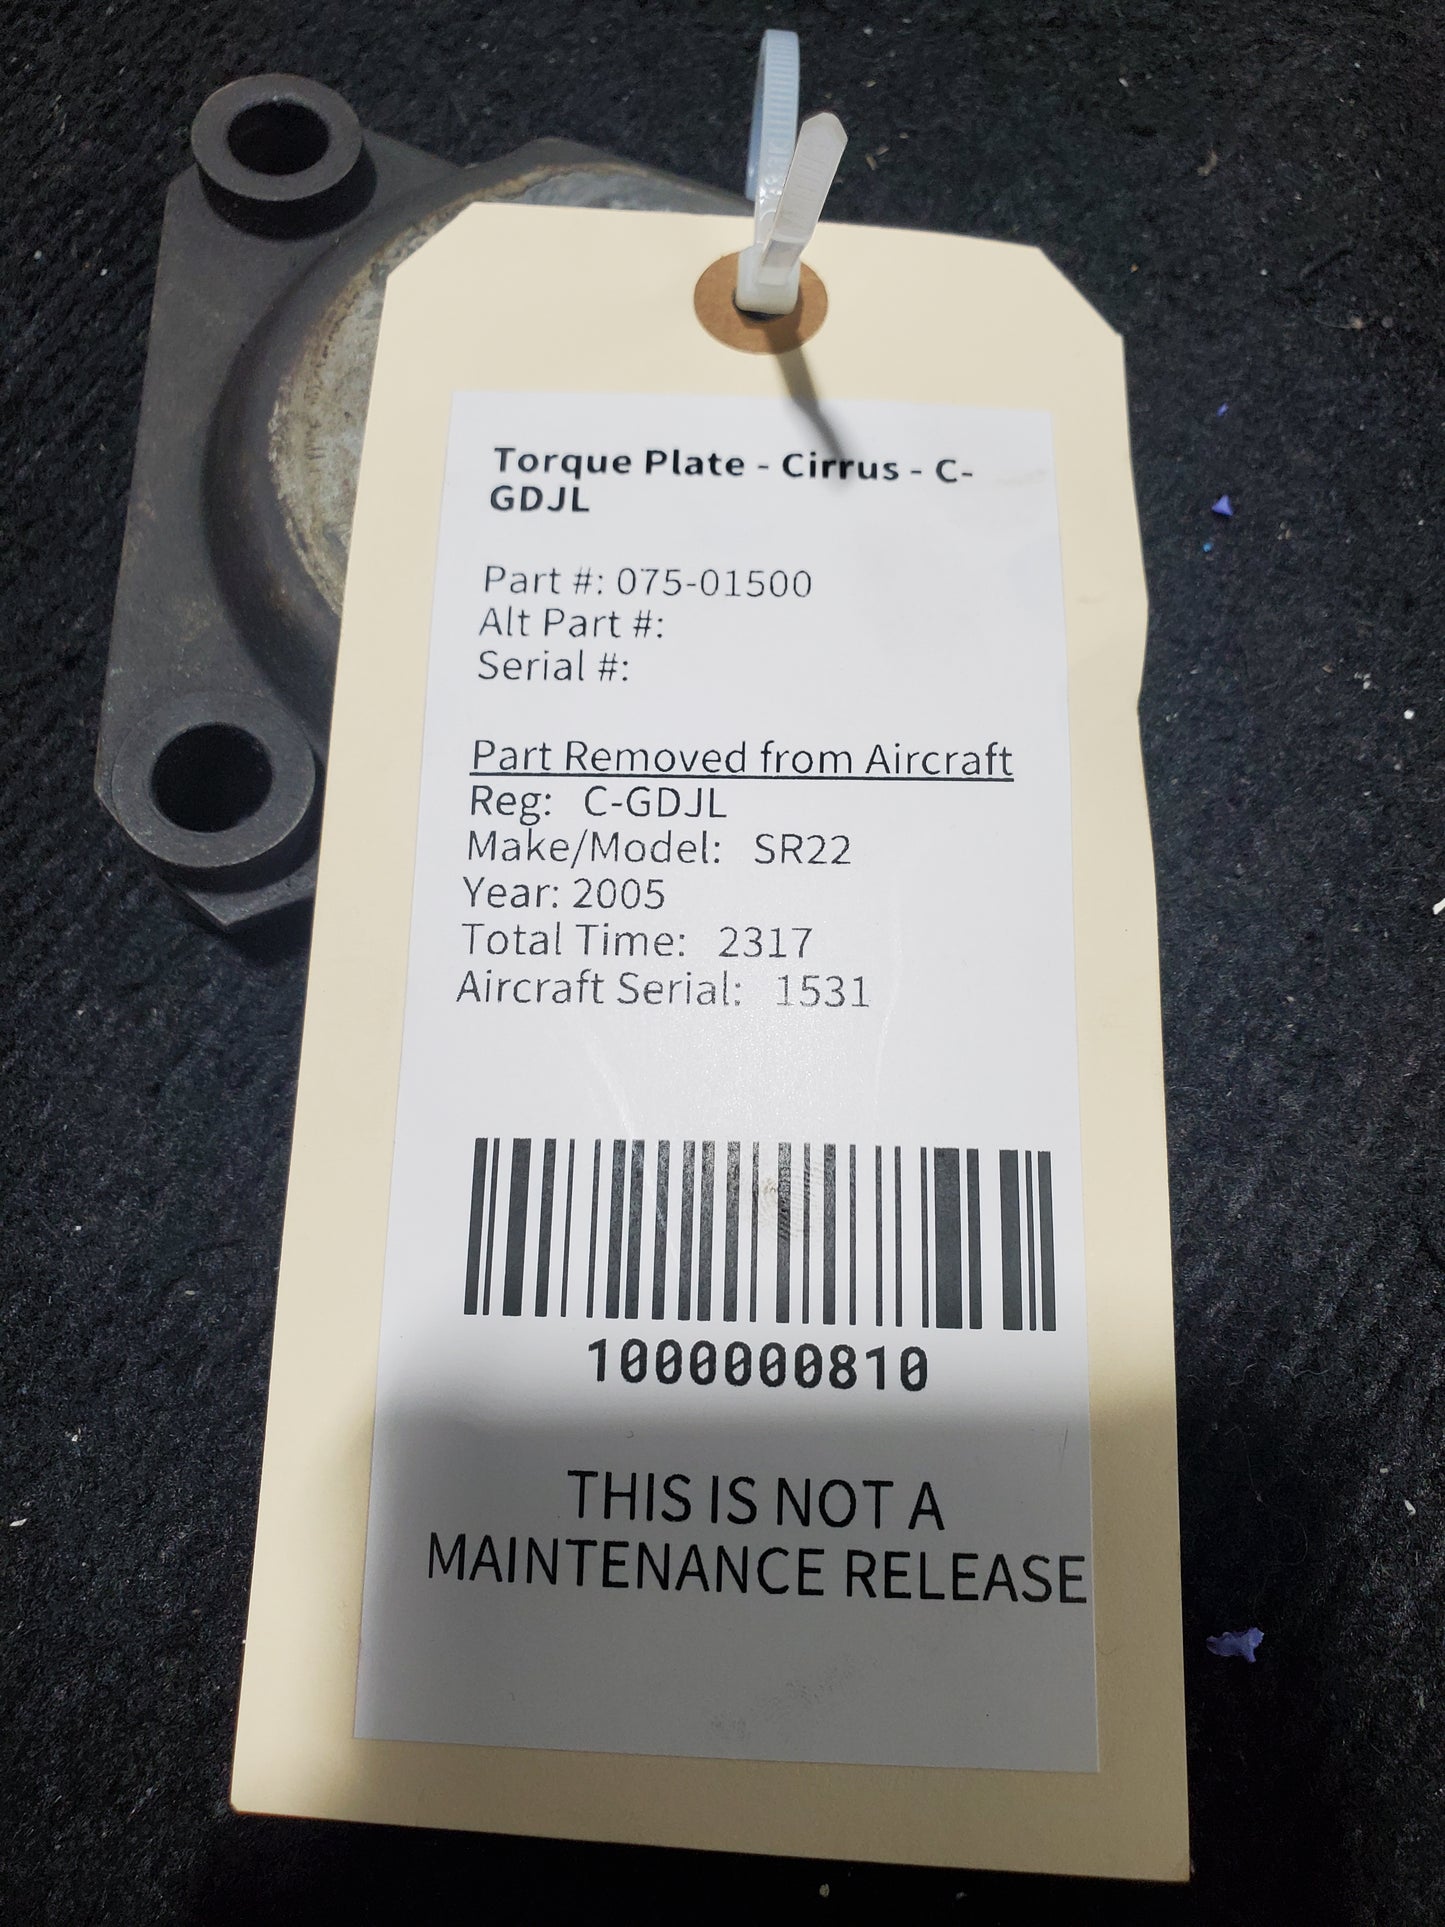 Torque Plate - Cirrus - C-
GDJL
Part #: 075-01500
Alt Part #:
Serial #:
Part Removed from Aircraft
Reg: C-GDJL
Make/Model: SR22
Year: 2005
Total Time: 2317
Aircraft Serial: 1531
1000000810
THIS IS NOT A
MAINTENANCE RELEASE